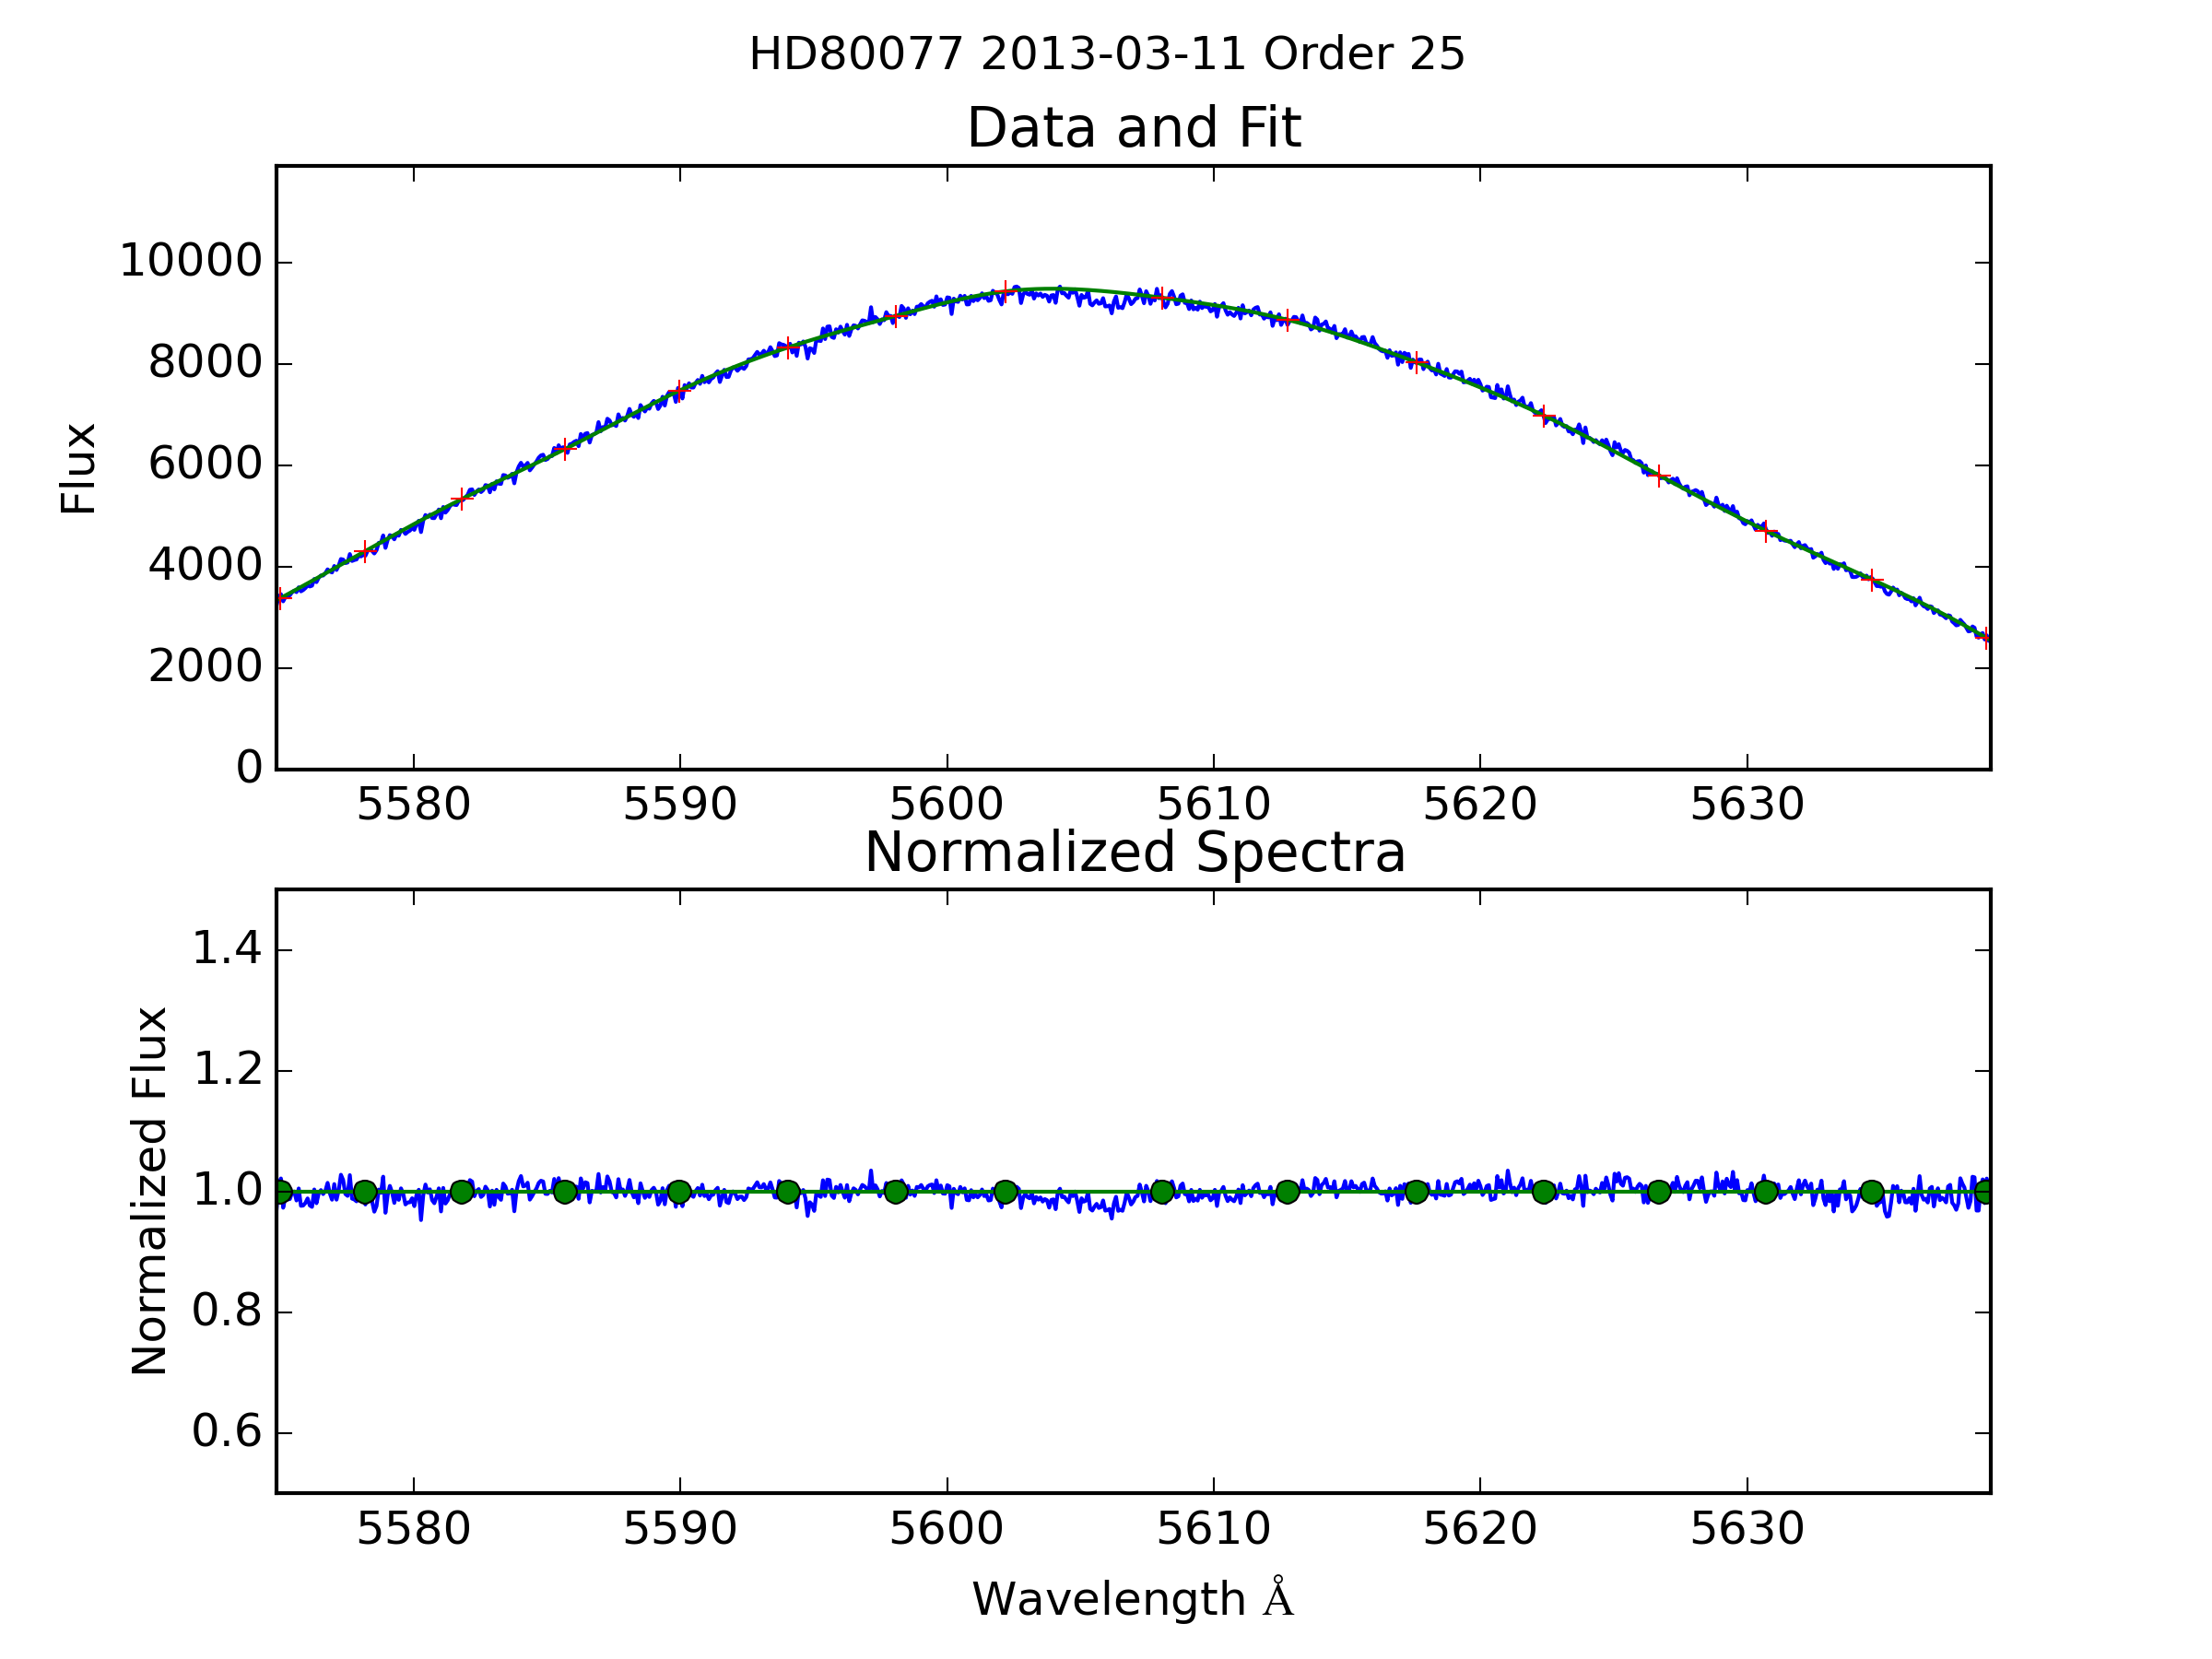 HD80077 2013-03-11 Order 25
Data and Fit
10000
8000
6000
4000
2000
0
Flux
5580 5590 5600 5610 5620 5630
Normalized Spectra
1.4
1.2
1.0
0.8
0.6
Normalized Flux
5580 5590 5600 5610 5620 5630
Wavelength Å